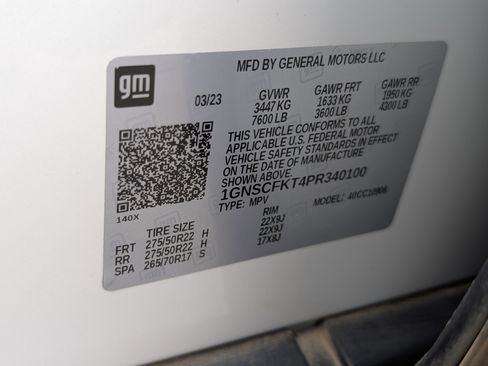 gm
MFD BY GENERAL MOTORS LLC
03/23
GVWR GAWR FRT GAWR RR
3447 KG 1633 KG 1950 KG
7600 LB 3600 LB 4300 LB
THIS VEHICLE CONFORMS TO ALL
APPLICABLE U.S. FEDERAL MOTOR
VEHICLE SAFETY STANDARDS IN
EFFECT ON THE DATE OF
MANUFACTURE SHOWN ABOVE.
1GNSCFKT4PR340100
TYPE: MPV MODEL: 40CC10906
140X
TIRE SIZE RIM
FRT 275/50R22 H 22X9J
RR 275/50R22 H 22X9J
SPA 265/70R17 S 17X8J